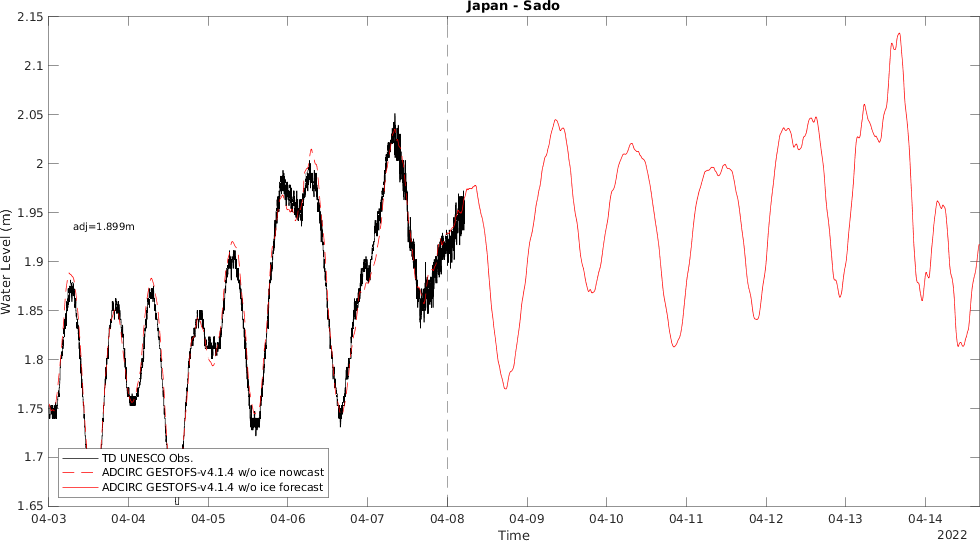 Japan - Sado
2.15
2.1
2.05
2
1.95
1.9
1.85
1.8
1.75
1.7
1.65
Water Level (m)
adj=1.899m
TD UNESCO Obs.
ADCIRC GESTOFS-v4.1.4 w/o ice nowcast
ADCIRC GESTOFS-v4.1.4 w/o ice forecast
04-03 04-04 04-05 04-06 04-07 04-08 04-09 04-10 04-11 04-12 04-13 04-14
Time
2022